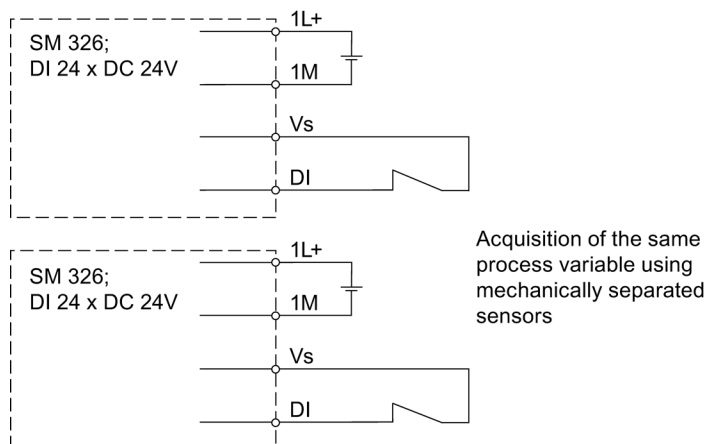 1L+
SM 326;
DI 24 x DC 24V
1M
Vs
DI
Acquisition of the same
process variable using
mechanically separated
sensors
1L+
SM 326;
DI 24 x DC 24V
1M
Vs
DI